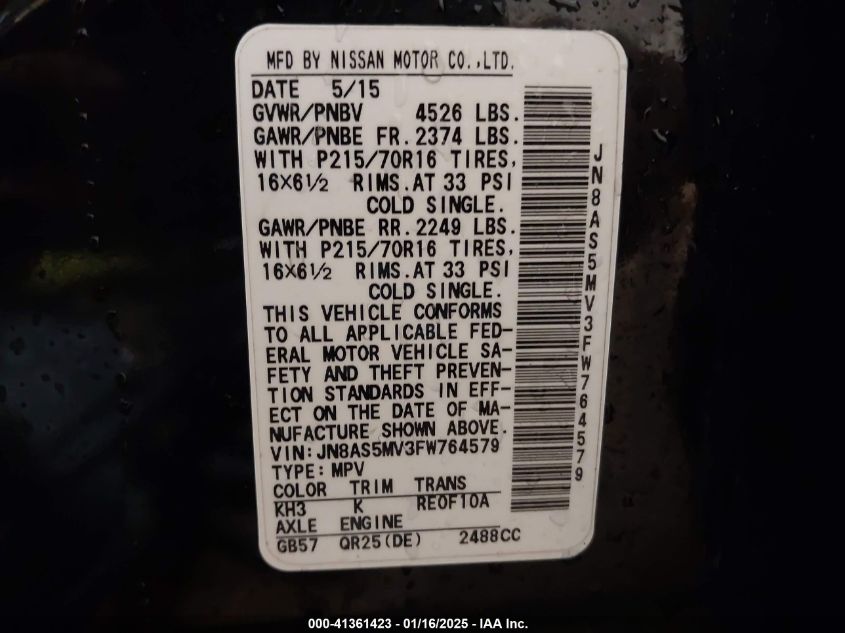 MFD BY NISSAN MOTOR CO.,LTD.
DATE 5/15
GVWR/PNBV 4526 LBS.
GAWR/PNBE FR. 2374 LBS.
WITH P215/70R16 TIRES,
16X6½ RIMS.AT 33 PSI
COLD SINGLE.
GAWR/PNBE RR. 2249 LBS.
WITH P215/70R16 TIRES,
16X6½ RIMS.AT 33 PSI
COLD SINGLE.
THIS VEHICLE CONFORMS
TO ALL APPLICABLE FED-
ERAL MOTOR VEHICLE SA-
FETY AND THEFT PREVEN-
TION STANDARDS IN EFF-
ECT ON THE DATE OF MA-
NUFACTURE SHOWN ABOVE.
VIN:JN8AS5MV3FW764579
TYPE:MPV
COLOR TRIM TRANS
KH3 K RE0F10A
AXLE ENGINE
GB57 QR25(DE) 2488CC
JN8AS5MV3FW764579
000-41361423 - 01/16/2025 - IAA Inc.